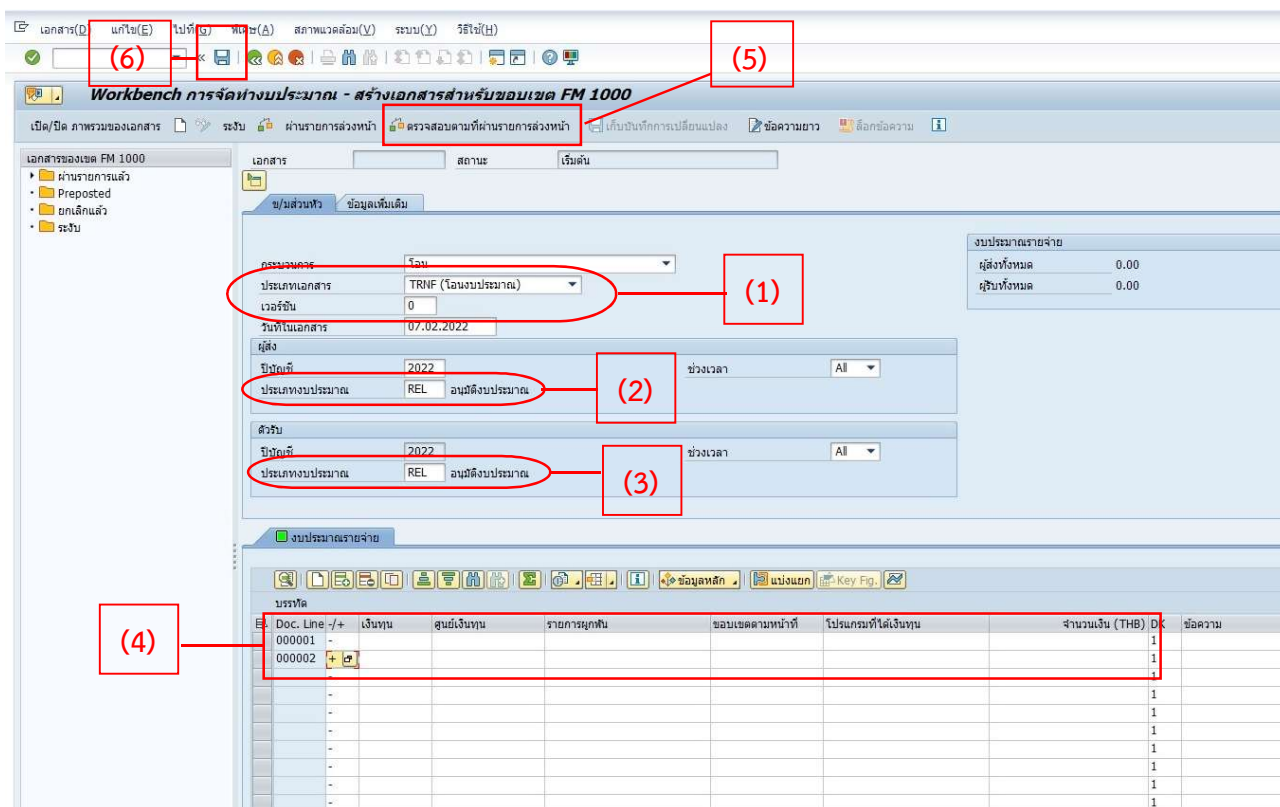 เอกสาร(D) แก้ไข(E) ไปที่(G) พิเศษ(A) สภาพแวดล้อม(V) ระบบ(Y) วิธีใช้(H)
(6)
(5)
Workbench การจัดทำงบประมาณ - สร้างเอกสารสำหรับขอบเขต FM 1000
เปิด/ปิด ภาพรวมของเอกสาร ระงับ ผ่านรายการล่วงหน้า ตรวจสอบตามที่ผ่านรายการล่วงหน้า เก็บบันทึกการเปลี่ยนแปลง ข้อความยาว ล็อกข้อความ
เอกสารของเขต FM 1000
ผ่านรายการแล้ว
Preposted
ยกเลิกแล้ว
ระงับ
เอกสาร สถานะ เริ่มต้น
ข/มส่วนหัว ข้อมูลเพิ่มเติม
กระบวนการ โอน
ประเภทเอกสาร TRNF (โอนงบประมาณ)
เวอร์ชัน 0
วันที่ในเอกสาร 07.02.2022
(1)
งบประมาณรายจ่าย
ผู้ส่งทั้งหมด 0.00
ผู้รับทั้งหมด 0.00
ผู้ส่ง
ปีบัญชี 2022 ช่วงเวลา All
ประเภทงบประมาณ REL อนุมัติงบประมาณ
(2)
ตัวรับ
ปีบัญชี 2022 ช่วงเวลา All
ประเภทงบประมาณ REL อนุมัติงบประมาณ
(3)
งบประมาณรายจ่าย
ข้อมูลหลัก แบ่งแยก Key Fig.
บรรทัด
(4)
Doc. Line -/+ เงินทุน ศูนย์เงินทุน รายการผูกพัน ขอบเขตตามหน้าที่ โปรแกรมที่ได้เงินทุน จำนวนเงิน (THB) DK ข้อความ
000001 - 1
000002 + 1
- 1
- 1
- 1
- 1
- 1
- 1
- 1
- 1